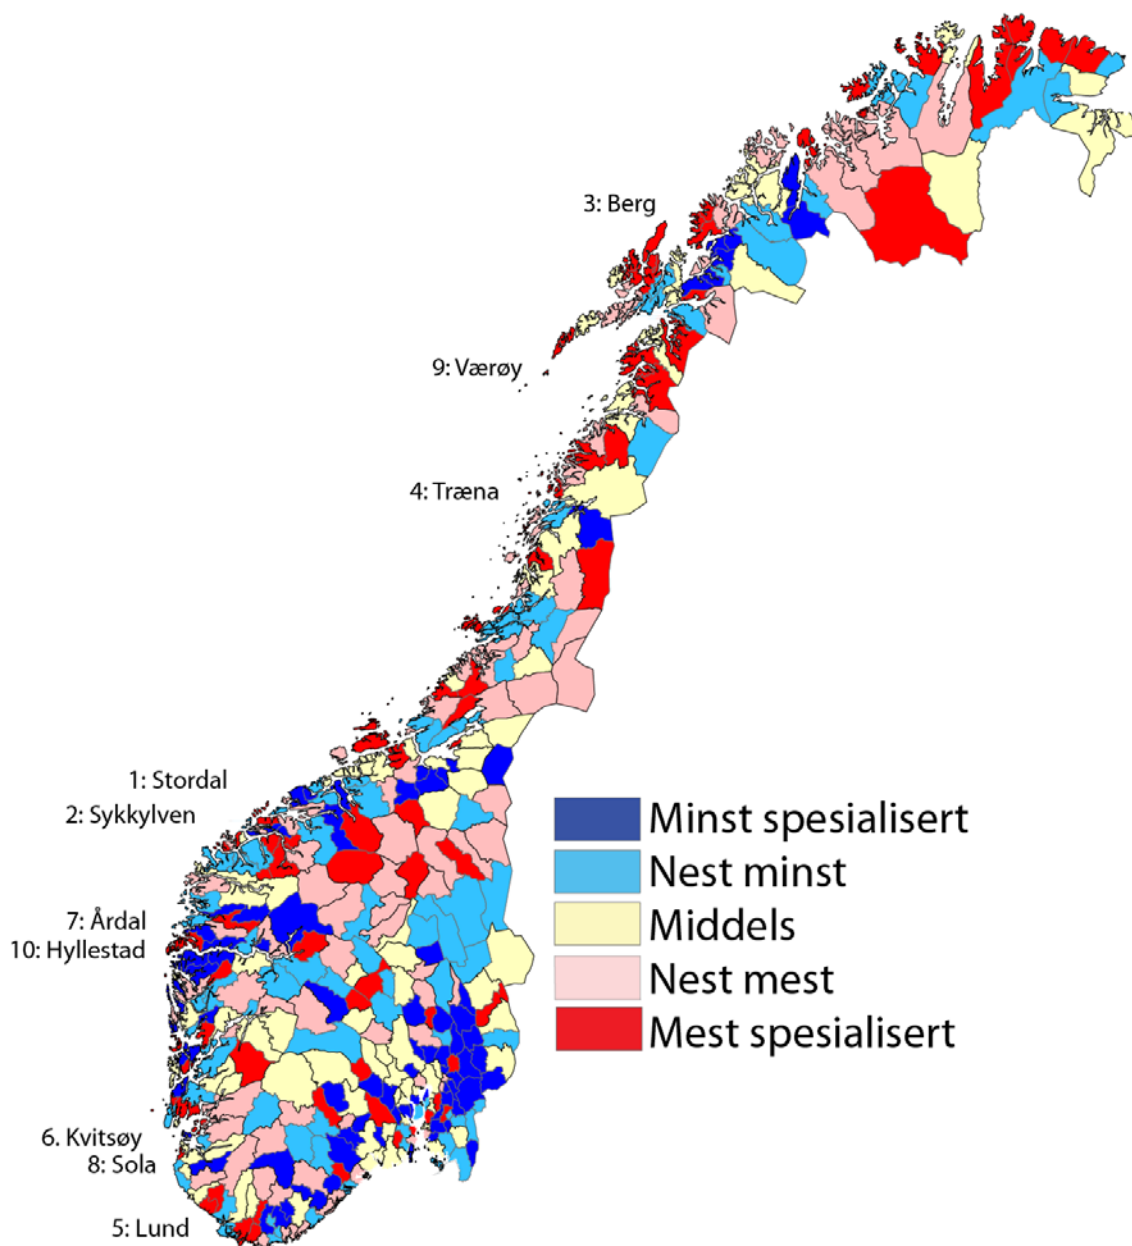 3: Berg
9: Værøy
4: Træna
1: Stordal
2: Sykkylven
7: Årdal
10: Hyllestad
6. Kvitsøy
8: Sola
5: Lund
Minst spesialisert
Nest minst
Middels
Nest mest
Mest spesialisert